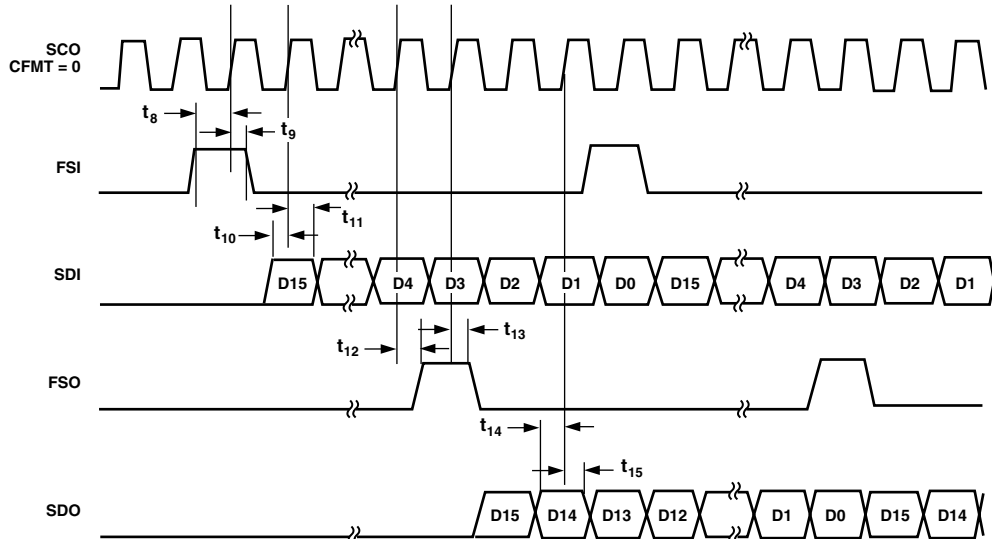 SCO
CFMT = 0
t8
t9
FSI
t10
t11
SDI
D15 D4 D3 D2 D1 D0 D15 D4 D3 D2 D1
t12
t13
FSO
t14
t15
SDO
D15 D14 D13 D12 D1 D0 D15 D14